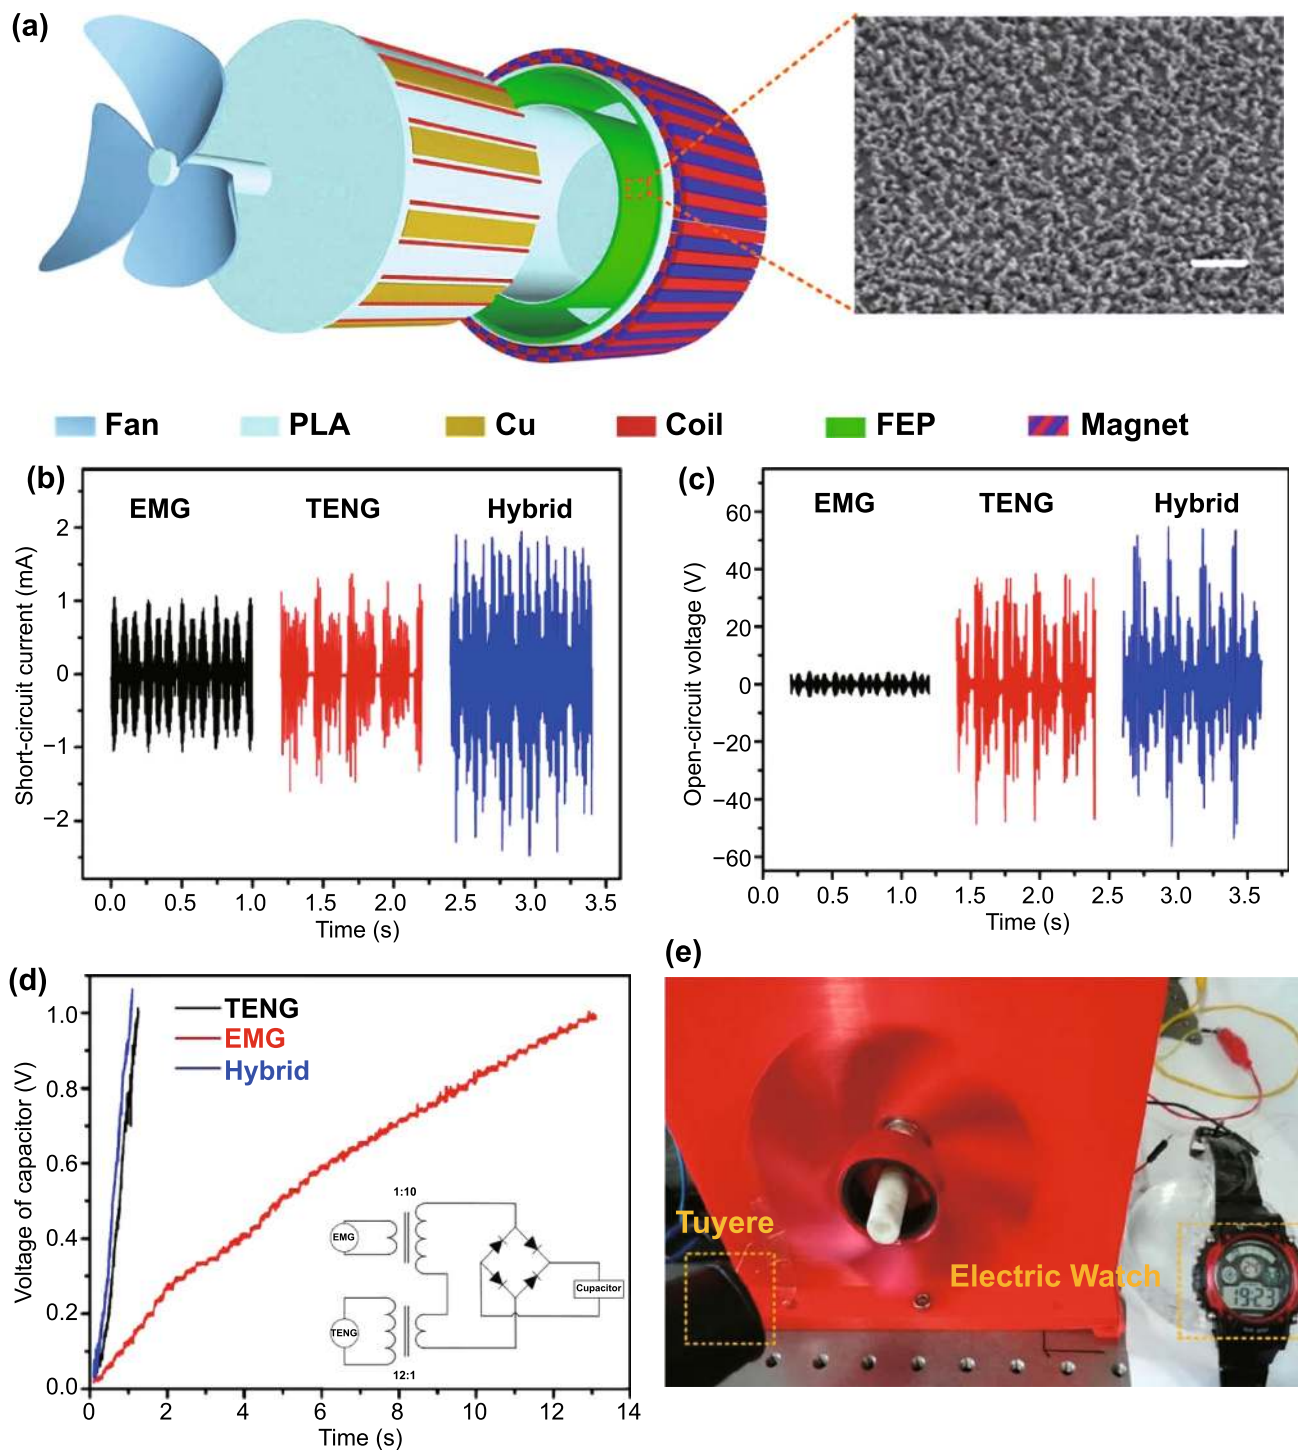 (a)
Fan PLA Cu Coil FEP Magnet
(b)
EMG TENG Hybrid
Short-circuit current (mA)
2
1
0
−1
−2
0.0 0.5 1.0 1.5 2.0 2.5 3.0 3.5
Time (s)
(c)
EMG TENG Hybrid
Open-circuit voltage (V)
60
40
20
0
−20
−40
−60
0.0 0.5 1.0 1.5 2.0 2.5 3.0 3.5
Time (s)
(d)
TENG
EMG
Hybrid
Voltage of capacitor (V)
1.0
0.8
0.6
0.4
0.2
0.0
0 2 4 6 8 10 12 14
Time (s)
1:10
EMG
Cupacitor
TENG
12:1
(e)
Tuyere
Electric Watch
19:23